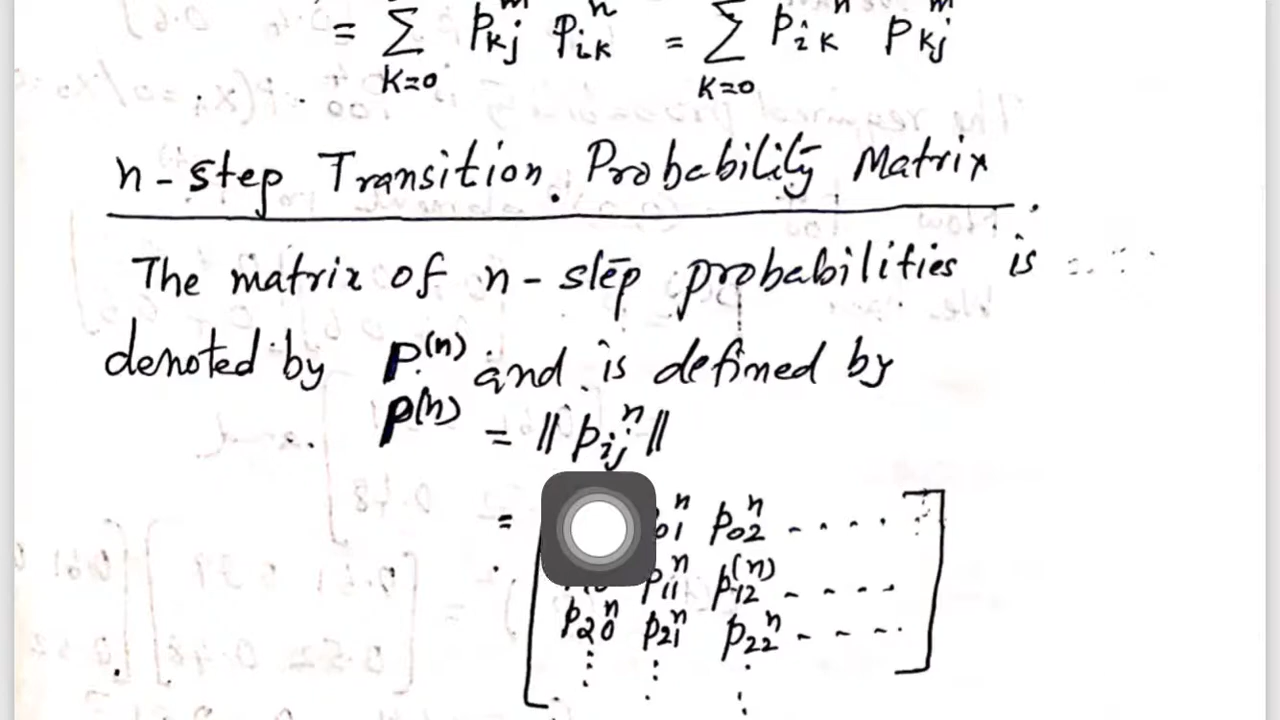 = Σ P_kj^m P_ik^n = Σ P_ik^n P_kj^m
K=0 K=0
n-step Transition Probability Matrix
The matrix of n-step probabilities is
denoted by P^(n) and is defined by
P^(n) = || p_ij^n ||
= 01^n p_02^n - . . . .
p_11^n p_12^(n) - - . . .
p_20^n p_21^n p_22^n - - - - .